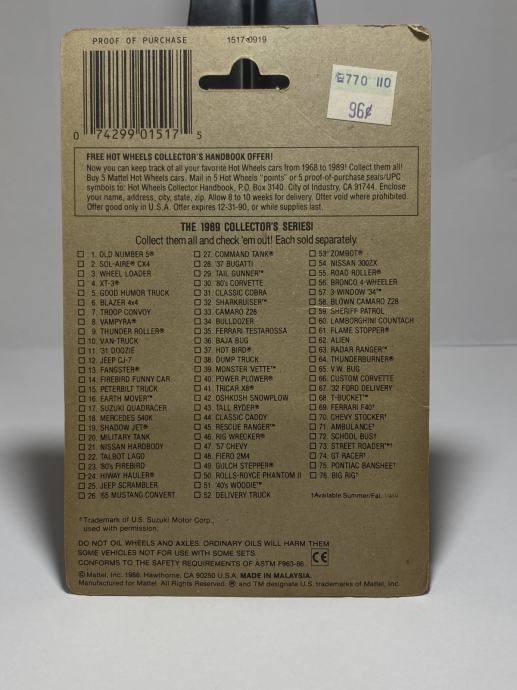 PROOF OF PURCHASE
1517-0919
0 74299 01517 5
770 110
96¢
FREE HOT WHEELS COLLECTOR'S HANDBOOK OFFER!
Now you can keep track of all your favorite Hot Wheels cars from 1968 to 1989! Collect them all!
Buy 5 Mattel Hot Wheels cars. Mail in 5 Hot Wheels "points" or 5 proof-of-purchase seals/UPC
symbols to: Hot Wheels Collector Handbook, P.O. Box 3140, City of Industry, CA 91744. Enclose
your name, address, city, state, zip. Allow 8 to 10 weeks for delivery. Offer void where prohibited.
Offer good only in U.S.A. Offer expires 12-31-90, or while supplies last.
THE 1989 COLLECTOR'S SERIES!
Collect them all and check 'em out! Each sold separately.
1. OLD NUMBER 5®
2. SOL-AIRE® CX4
3. WHEEL LOADER
4. XT-3®
5. GOOD HUMOR TRUCK
6. BLAZER 4x4
7. TROOP CONVOY
8. VAMPYRA®
9. THUNDER ROLLER®
10. VAN-TRUCK
11. '31 DOOZIE
12. JEEP CJ-7
13. FANGSTER®
14. FIREBIRD FUNNY CAR
15. PETERBILT TRUCK
16. EARTH MOVER™
17. SUZUKI QUADRACER
18. MERCEDES 540K
19. SHADOW JET®
20. MILITARY TANK
21. NISSAN HARDBODY
22. TALBOT LAGO
23. '80's FIREBIRD
24. HIWAY HAULER®
25. JEEP SCRAMBLER
26. '65 MUSTANG CONVERT.
27. COMMAND TANK®
28. '37 BUGATTI
29. TAIL GUNNER™
30. '80's CORVETTE
31. CLASSIC COBRA
32. SHARKRUISER™
33. CAMARO Z28
34. BULLDOZER
35. FERRARI TESTAROSSA
36. BAJA BUG
37. HOT BIRD®
38. DUMP TRUCK
39. MONSTER VETTE™
40. POWER PLOWER®
41. TRICAR X8®
42. OSHKOSH SNOWPLOW
43. TALL RYDER®
44. CLASSIC CADDY
45. RESCUE RANGER™
46. RIG WRECKER®
47. '57 CHEVY
48. FIERO 2M4
49. GULCH STEPPER®
50. ROLLS-ROYCE PHANTOM II
51. '40's WOODIE™
52. DELIVERY TRUCK
53. ZOMBOT®
54. NISSAN 300ZX
55. ROAD ROLLER®
56. BRONCO 4-WHEELER
57. 3-WINDOW '34™
58. BLOWN CAMARO Z28
59. SHERIFF PATROL
60. LAMBORGHINI COUNTACH
61. FLAME STOPPER®
62. ALIEN
63. RADAR RANGER™
64. THUNDERBURNER®
65. V.W. BUG
66. CUSTOM CORVETTE
67. '32 FORD DELIVERY
68. T-BUCKET™
69. FERRARI F40†
70. CHEVY STOCKER†
71. AMBULANCE†
72. SCHOOL BUS†
73. STREET ROADER™†
74. GT RACER†
75. PONTIAC BANSHEE†
76. BIG RIG†
†Available Summer/Fall, 1989
*Trademark of U.S. Suzuki Motor Corp.,
used with permission.
DO NOT OIL WHEELS AND AXLES. ORDINARY OILS WILL HARM THEM.
SOME VEHICLES NOT FOR USE WITH SOME SETS.
CONFORMS TO THE SAFETY REQUIREMENTS OF ASTM F963-86.
CE
© Mattel, Inc. 1988. Hawthorne, CA 90250 U.S.A. MADE IN MALAYSIA.
Manufactured for Mattel. All Rights Reserved. ® and TM designate U.S. trademarks of Mattel, Inc.